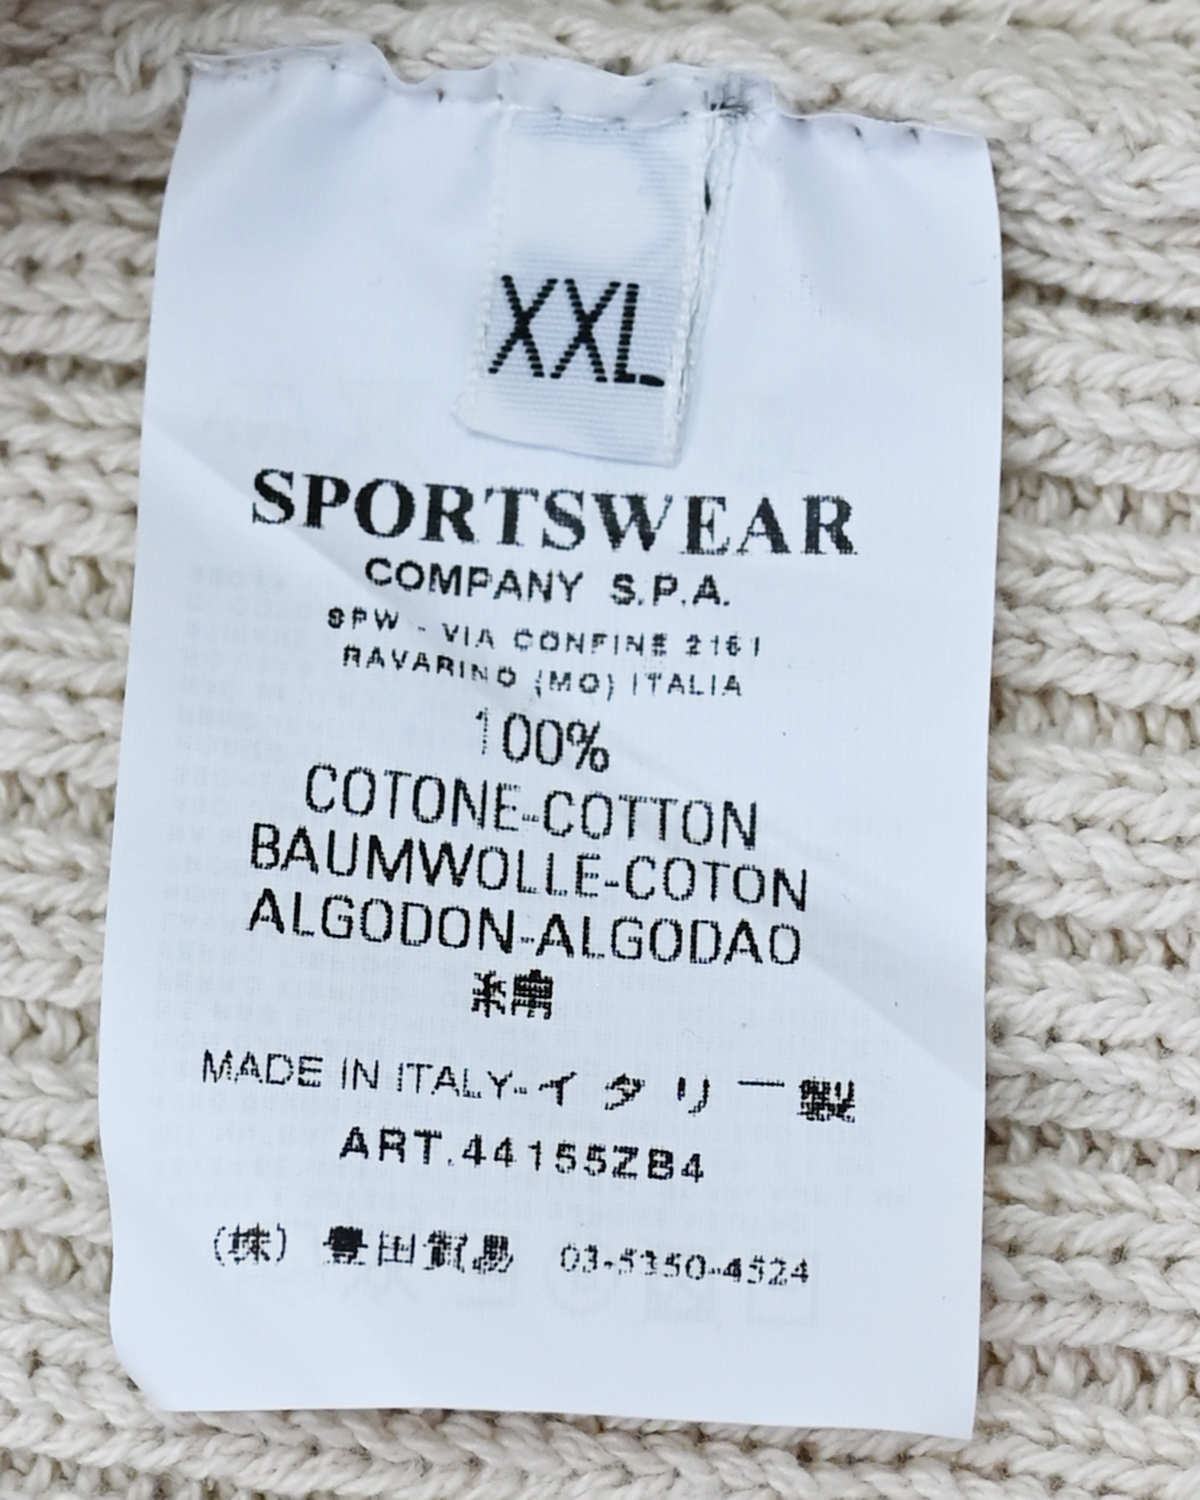 XXL
SPORTSWEAR
COMPANY S.P.A.
SPW - VIA CONFINE 2161
RAVARINO (MO) ITALIA
100%
COTONE-COTTON
BAUMWOLLE-COTON
ALGODON-ALGODAO
綿
MADE IN ITALY-イタリー製
ART.44155ZB4
(株) 豊田貿易 03-5350-4524